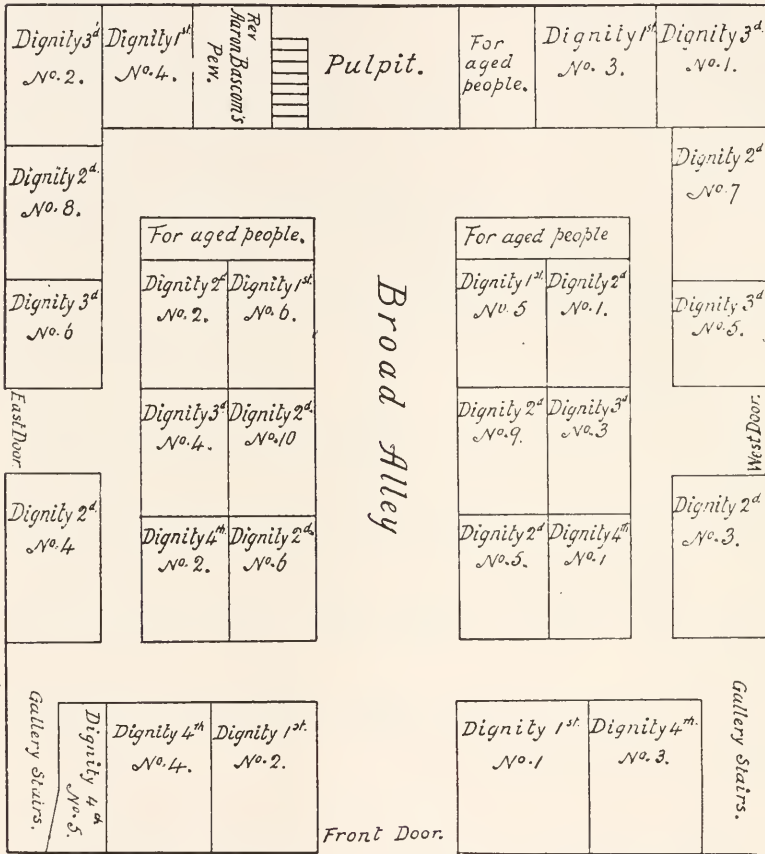 Dignity 3d
No. 2.
Dignity 1st
No. 4.
Rev
Aaron Bascom's
Pew.
Pulpit.
For
aged
people.
Dignity 1st.
No. 3.
Dignity 3d
No. 1.
Dignity 2d.
No. 8.
Dignity 2d
No. 7
For aged people.
For aged people
Dignity 2d
No. 2.
Dignity 1st.
No. 6.
Broad Alley
Dignity 1st.
No. 5
Dignity 2d
No. 1.
Dignity 3d
No. 6
Dignity 3d
No. 5.
East Door.
Dignity 3d
No. 4.
Dignity 2d.
No. 10
Dignity 2d
No. 9.
Dignity 3d
No. 3
West Door.
Dignity 2d.
No. 4
Dignity 4th.
No. 2.
Dignity 2d.
No. 6
Dignity 2d
No. 5.
Dignity 4th
No. 1
Dignity 2d
No. 3.
Gallery Stairs.
Dignity 4th
No. 5.
Dignity 4th
No. 4.
Dignity 1st.
No. 2.
Front Door.
Dignity 1st.
No. 1
Dignity 4th.
No. 3.
Gallery Stairs.